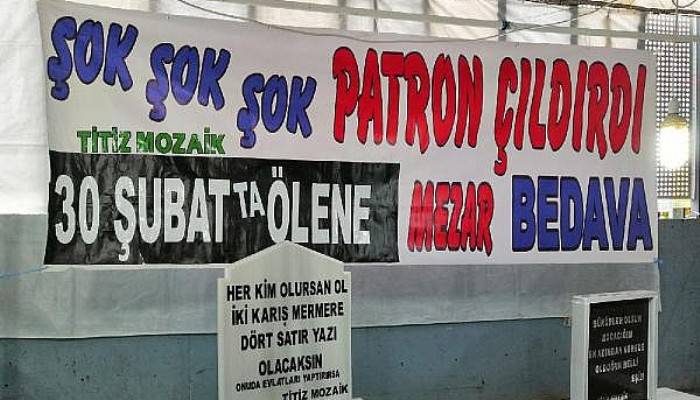 ŞOK ŞOK ŞOK PATRON ÇILDIRDI
TİTİZ MOZAİK
30 ŞUBAT TA ÖLENE MEZAR BEDAVA
HER KİM OLURSAN OL
İKİ KARIŞ MERMERE
DÖRT SATIR YAZI
OLACAKSIN
ONUDA EVLATLARI YAPTIRIRSA
TİTİZ MOZAİK